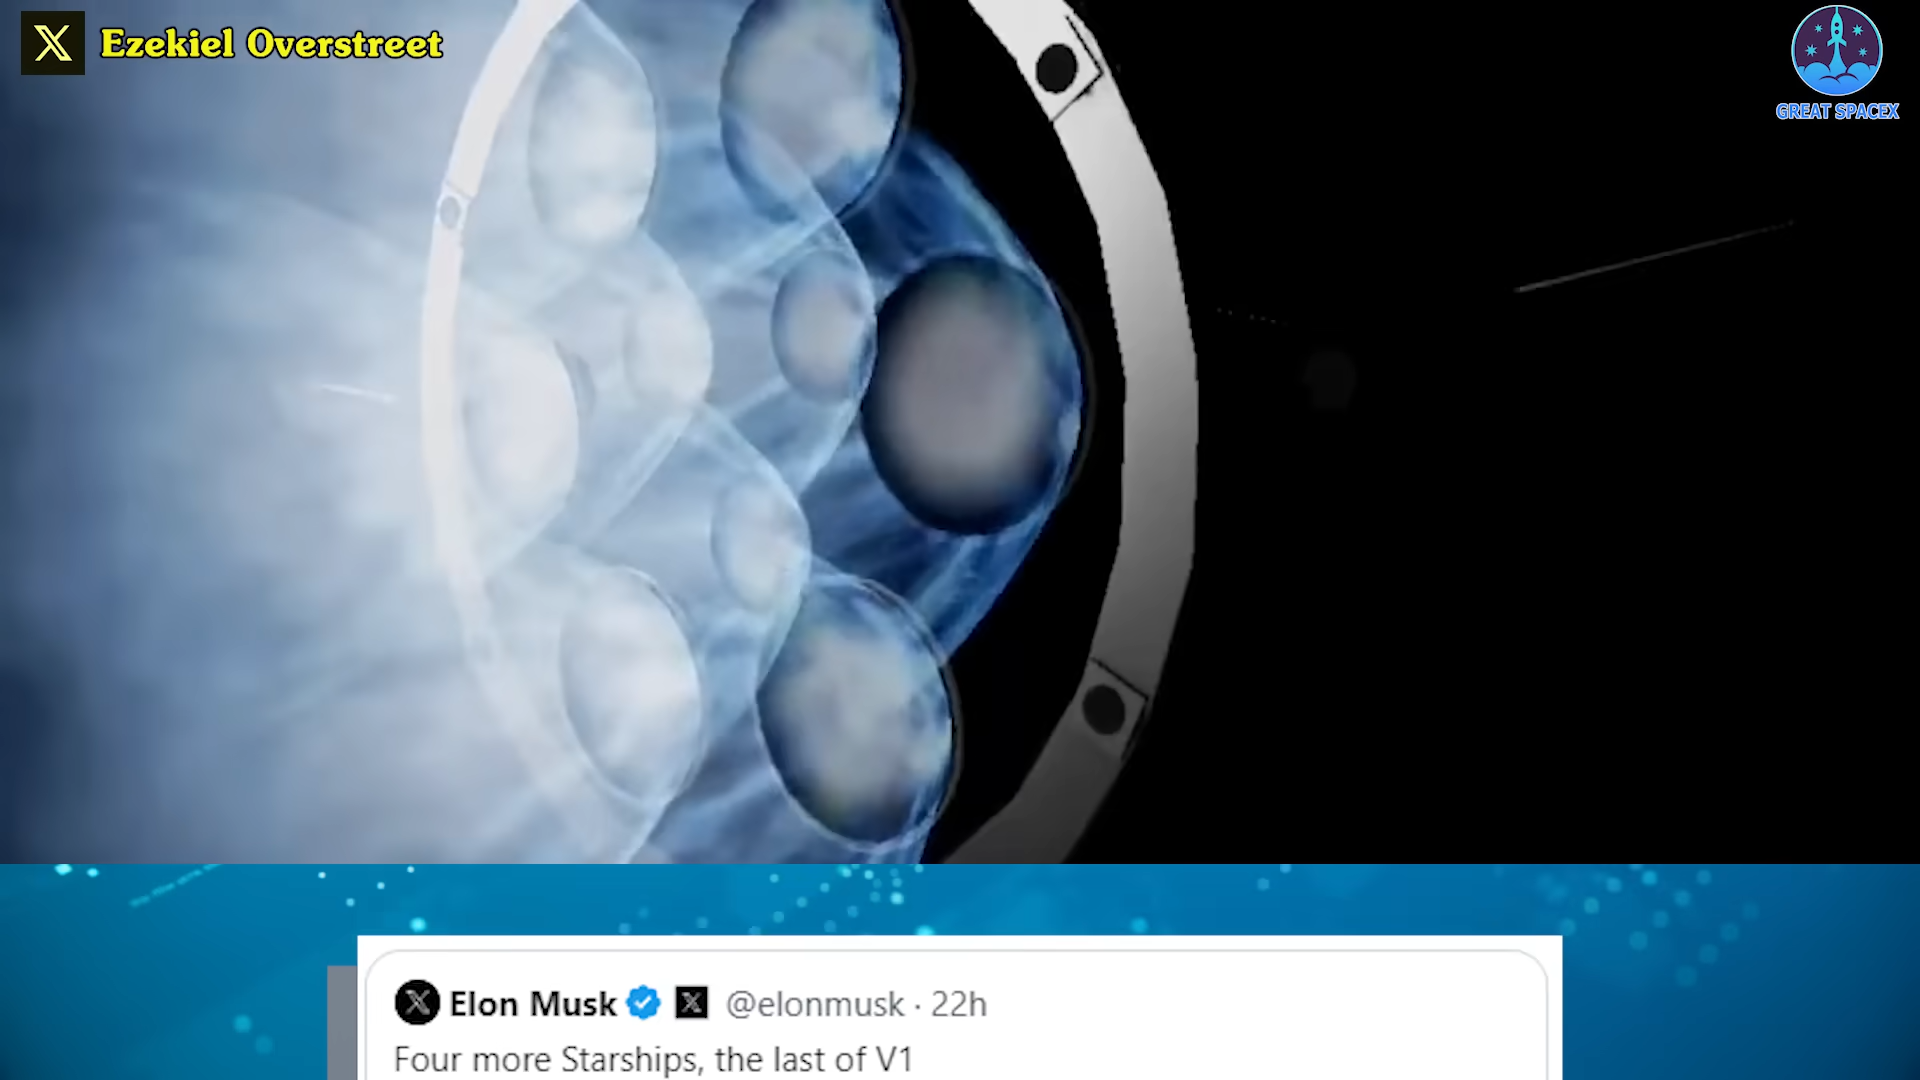 Ezekiel Overstreet
GREAT SPACEX
Elon Musk @elonmusk · 22h
Four more Starships, the last of V1